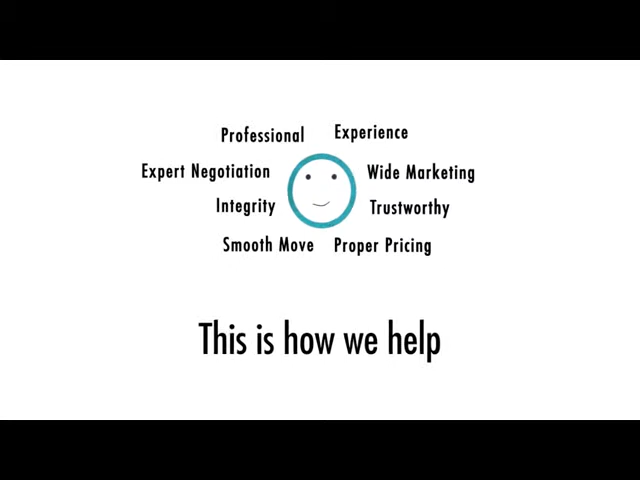 Professional
Experience
Expert Negotiation
Wide Marketing
Integrity
Trustworthy
Smooth Move
Proper Pricing
This is how we help